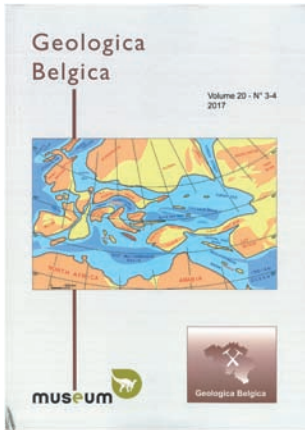 Geologica
Belgica
Volume 20 - N° 3-4
2017
NORTH AFRICA
ARABIA
museum
Geologica Belgica